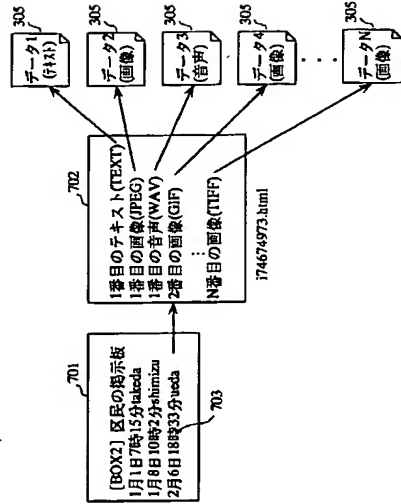 701
[BOX2] 区民の掲示板
1月1日7時15分takeda
1月8日10時2分shimizu
2月6日18時33分ueda
703
702
1番目のテキスト(TEXT)
1番目の画像(JPEG)
1番目の音声(WAV)
2番目の画像(GIF)
⋮
N番目の画像(TIFF)
i74674973.html
305
データ1
(テキスト)
305
データ2
(画像)
305
データ3
(音声)
305
データ4
(画像)
・・・
305
データN
(画像)